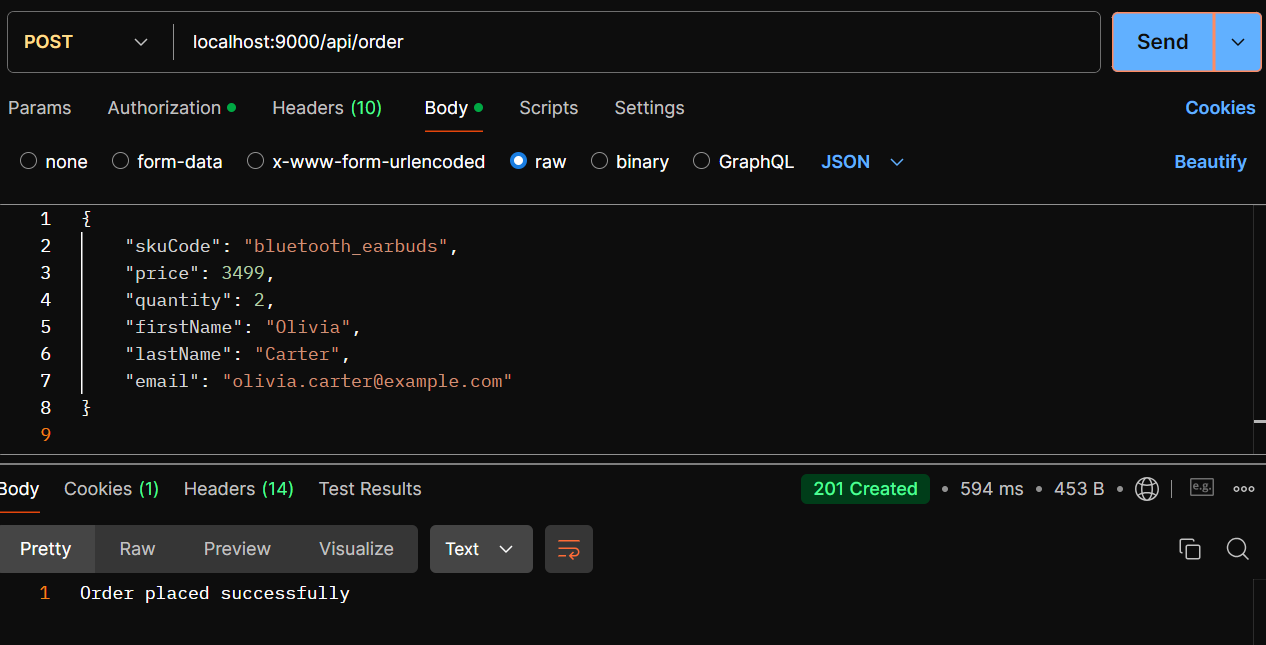 POST localhost:9000/api/order Send
Params Authorization Headers (10) Body Scripts Settings Cookies
none form-data x-www-form-urlencoded raw binary GraphQL JSON Beautify
1 {
2 "skuCode": "bluetooth_earbuds",
3 "price": 3499,
4 "quantity": 2,
5 "firstName": "Olivia",
6 "lastName": "Carter",
7 "email": "olivia.carter@example.com"
8 }
9
Body Cookies (1) Headers (14) Test Results 201 Created • 594 ms • 453 B • e.g.
Pretty Raw Preview Visualize Text
1 Order placed successfully